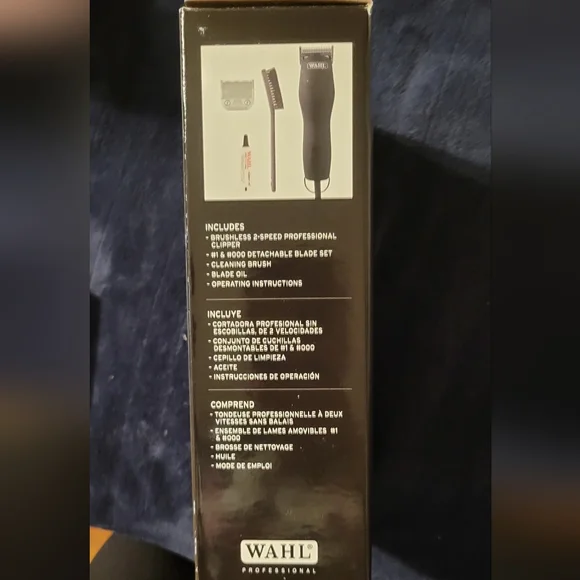 WAHL
WAHL
INCLUDES
• BRUSHLESS 2-SPEED PROFESSIONAL
CLIPPER
• #1 & #000 DETACHABLE BLADE SET
• CLEANING BRUSH
• BLADE OIL
• OPERATING INSTRUCTIONS
INCLUYE
• CORTADORA PROFESIONAL SIN
ESCOBILLAS, DE 2 VELOCIDADES
• CONJUNTO DE CUCHILLAS
DESMONTABLES DE #1 & #000
• CEPILLO DE LIMPIEZA
• ACEITE
• INSTRUCCIONES DE OPERACIÓN
COMPREND
• TONDEUSE PROFESSIONNELLE À DEUX
VITESSES SANS BALAIS
• ENSEMBLE DE LAMES AMOVIBLES #1
& #000
• BROSSE DE NETTOYAGE
• HUILE
• MODE DE EMPLOI
WAHL®
PROFESSIONAL